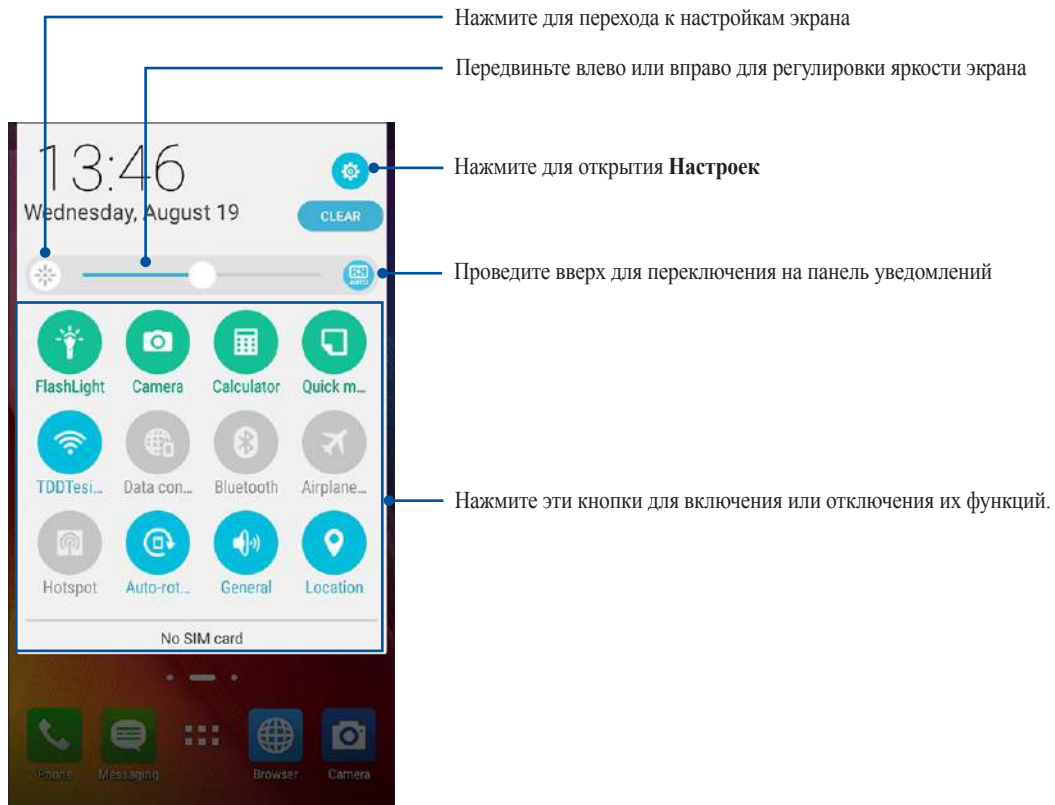 Нажмите для перехода к настройкам экрана
Передвиньте влево или вправо для регулировки яркости экрана
13:46
Wednesday, August 19
CLEAR
Нажмите для открытия Настроек
AUTO
Проведите вверх для переключения на панель уведомлений
FlashLight Camera Calculator Quick m...
TDDTesi... Data con... Bluetooth Airplane...
Нажмите эти кнопки для включения или отключения их функций.
Hotspot Auto-rot... General Location
No SIM card
Phone Messaging Browser Camera